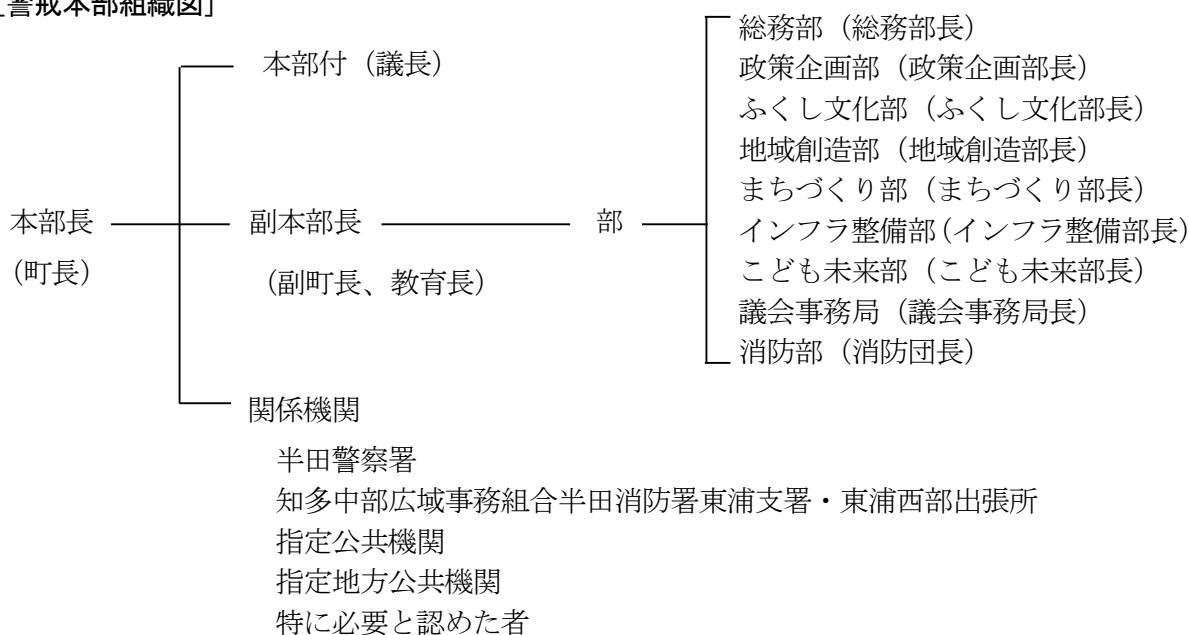 ［警戒本部組織図］
本部長
（町長）
本部付（議長）
副本部長
（副町長、教育長）
部
総務部（総務部長）
政策企画部（政策企画部長）
ふくし文化部（ふくし文化部長）
地域創造部（地域創造部長）
まちづくり部（まちづくり部長）
インフラ整備部(インフラ整備部長)
こども未来部（こども未来部長）
議会事務局（議会事務局長）
消防部（消防団長）
関係機関
半田警察署
知多中部広域事務組合半田消防署東浦支署・東浦西部出張所
指定公共機関
指定地方公共機関
特に必要と認めた者